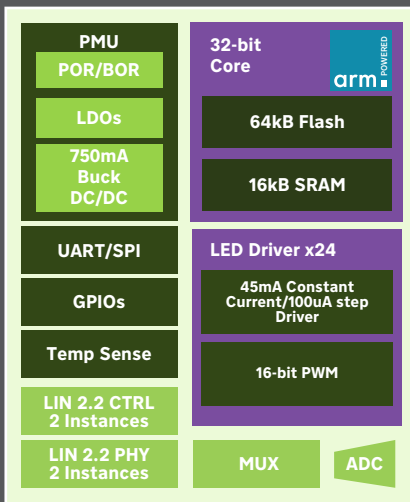 PMU
POR/BOR
LDOs
750mA
Buck
DC/DC
UART/SPI
GPIOs
Temp Sense
LIN 2.2 CTRL
2 Instances
LIN 2.2 PHY
2 Instances
32-bit
Core
arm
POWERED
64kB Flash
16kB SRAM
LED Driver x24
45mA Constant
Current/100uA step
Driver
16-bit PWM
MUX
ADC